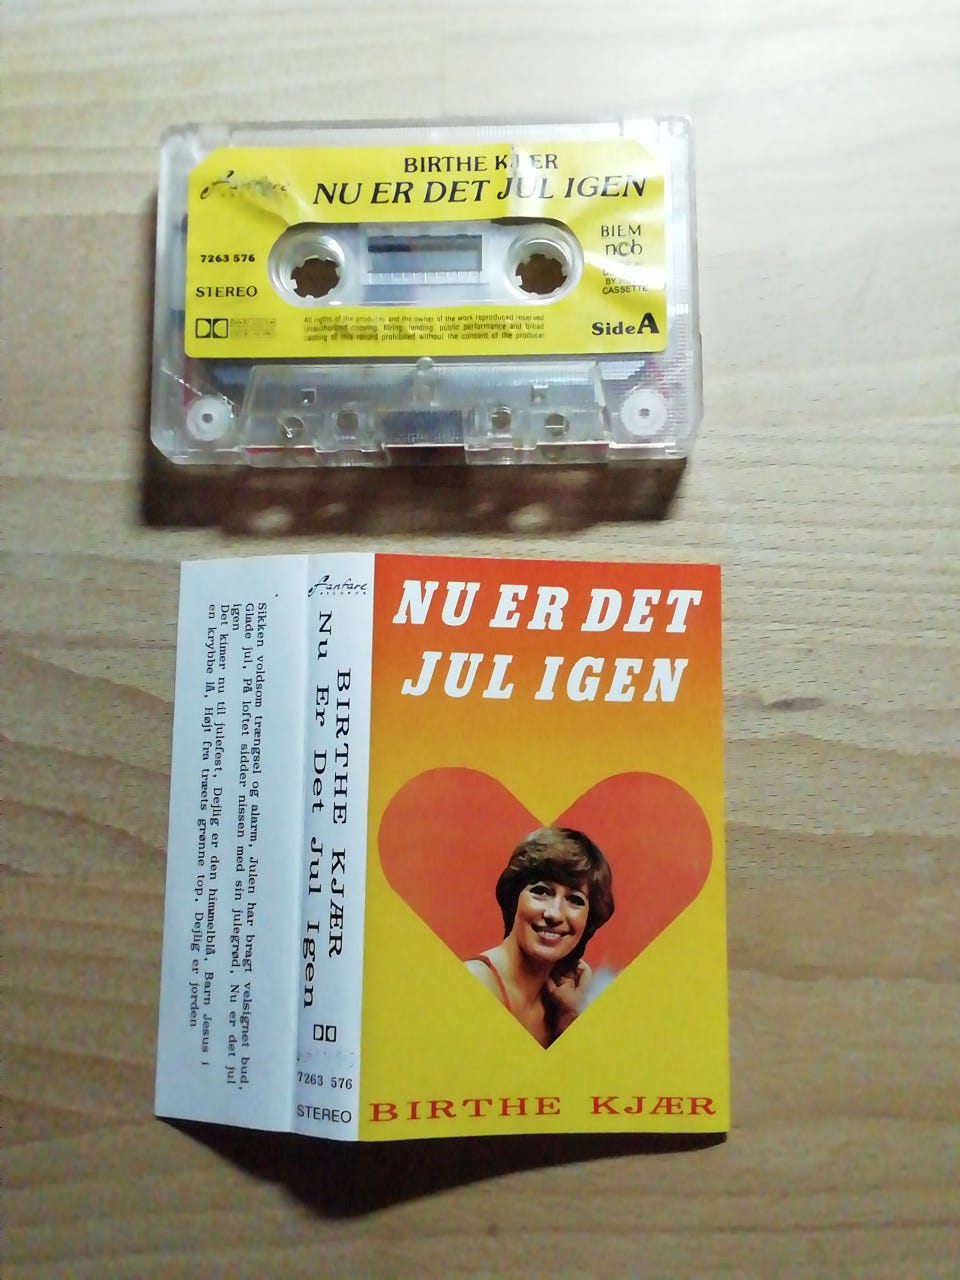 BIRTHE KJÆR
Fanfare
NU ER DET JUL IGEN
BIEM
ncb
7263 576
BY
CASSETTE
STEREO
All rights of the producer and the owner of the work reproduced reserved
Unauthorized copying, hiring, lending, public performance and broad
casting of this record prohibited without the consent of the producer
Side A
NU ER DET
JUL IGEN
BIRTHE KJÆR
Fanfare
RECORDS
BIRTHE KJÆR
Nu Er Det Jul Igen
7263 576
STEREO
Sikken voldsom trængsel og alarm, Julen har bragt velsignet bud,
Glade jul, På loftet sidder nissen med sin julegrød, Nu er det jul
igen
Det kimer nu til julefest, Dejlig er den himmelblå, Barn Jesus i
en krybbe lå, Højt fra træets grønne top. Dejlig er jorden